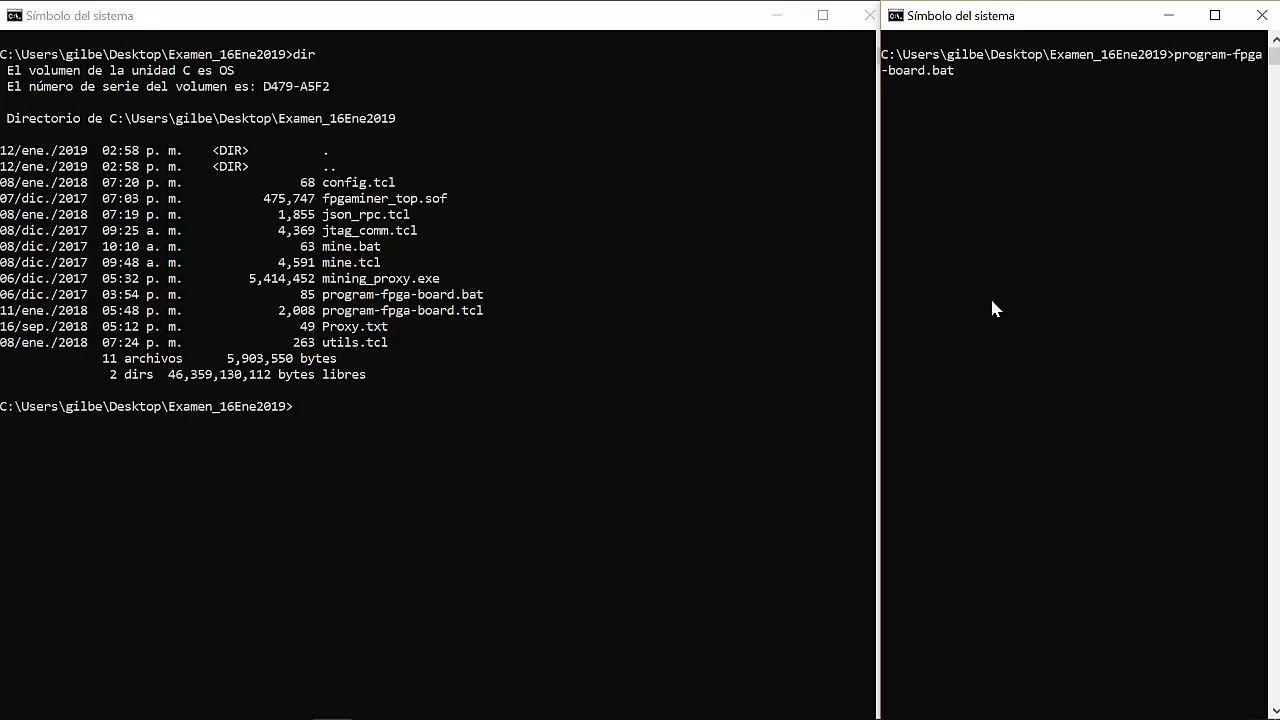 Símbolo del sistema
C:\Users\gilbe\Desktop\Examen_16Ene2019>dir
 El volumen de la unidad C es OS
 El número de serie del volumen es: D479-A5F2
 Directorio de C:\Users\gilbe\Desktop\Examen_16Ene2019
12/ene./2019  02:58 p. m.    <DIR>          .
12/ene./2019  02:58 p. m.    <DIR>          ..
08/ene./2018  07:20 p. m.                68 config.tcl
07/dic./2017  07:03 p. m.           475,747 fpgaminer_top.sof
08/ene./2018  07:19 p. m.             1,855 json_rpc.tcl
08/dic./2017  09:25 a. m.             4,369 jtag_comm.tcl
08/dic./2017  10:10 a. m.                63 mine.bat
08/dic./2017  09:48 a. m.             4,591 mine.tcl
06/dic./2017  05:32 p. m.         5,414,452 mining_proxy.exe
06/dic./2017  03:54 p. m.                85 program-fpga-board.bat
11/ene./2018  05:48 p. m.             2,008 program-fpga-board.tcl
16/sep./2018  05:12 p. m.                49 Proxy.txt
08/ene./2018  07:24 p. m.               263 utils.tcl
              11 archivos      5,903,550 bytes
               2 dirs  46,359,130,112 bytes libres
C:\Users\gilbe\Desktop\Examen_16Ene2019>
Símbolo del sistema
C:\Users\gilbe\Desktop\Examen_16Ene2019>program-fpga
-board.bat